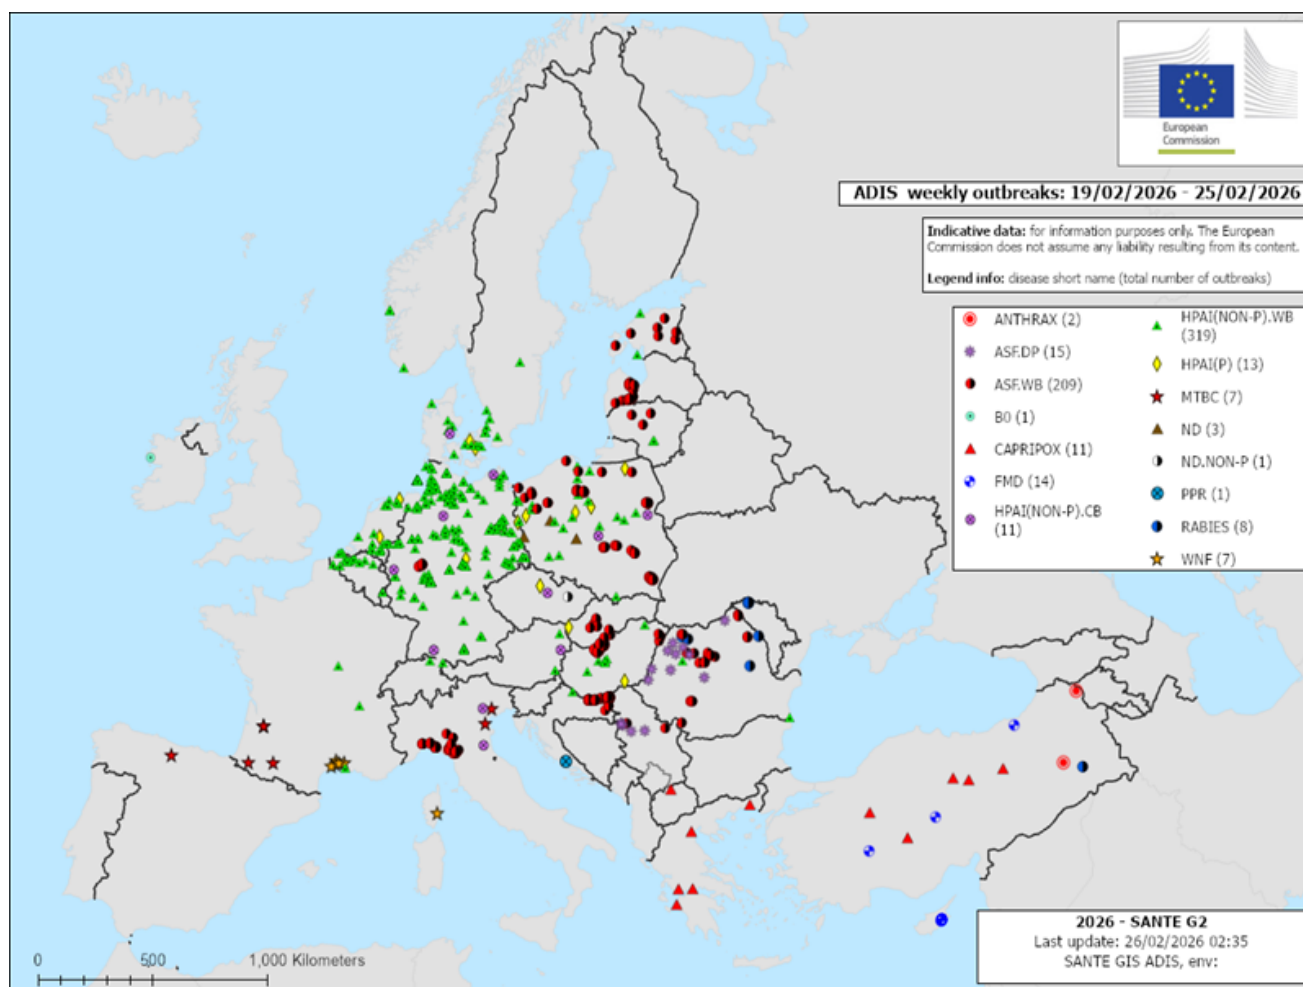 European
Commission
ADIS weekly outbreaks: 19/02/2026 - 25/02/2026
Indicative data: for information purposes only. The European
Commission does not assume any liability resulting from its content.
Legend info: disease short name (total number of outbreaks)
ANTHRAX (2)
ASF.DP (15)
ASF.WB (209)
B0 (1)
CAPRIPOX (11)
FMD (14)
HPAI(NON-P).CB
(11)
HPAI(NON-P).WB
(319)
HPAI(P) (13)
MTBC (7)
ND (3)
ND.NON-P (1)
PPR (1)
RABIES (8)
WNF (7)
2026 - SANTE G2
Last update: 26/02/2026 02:35
SANTE GIS ADIS, env:
0 500 1,000 Kilometers